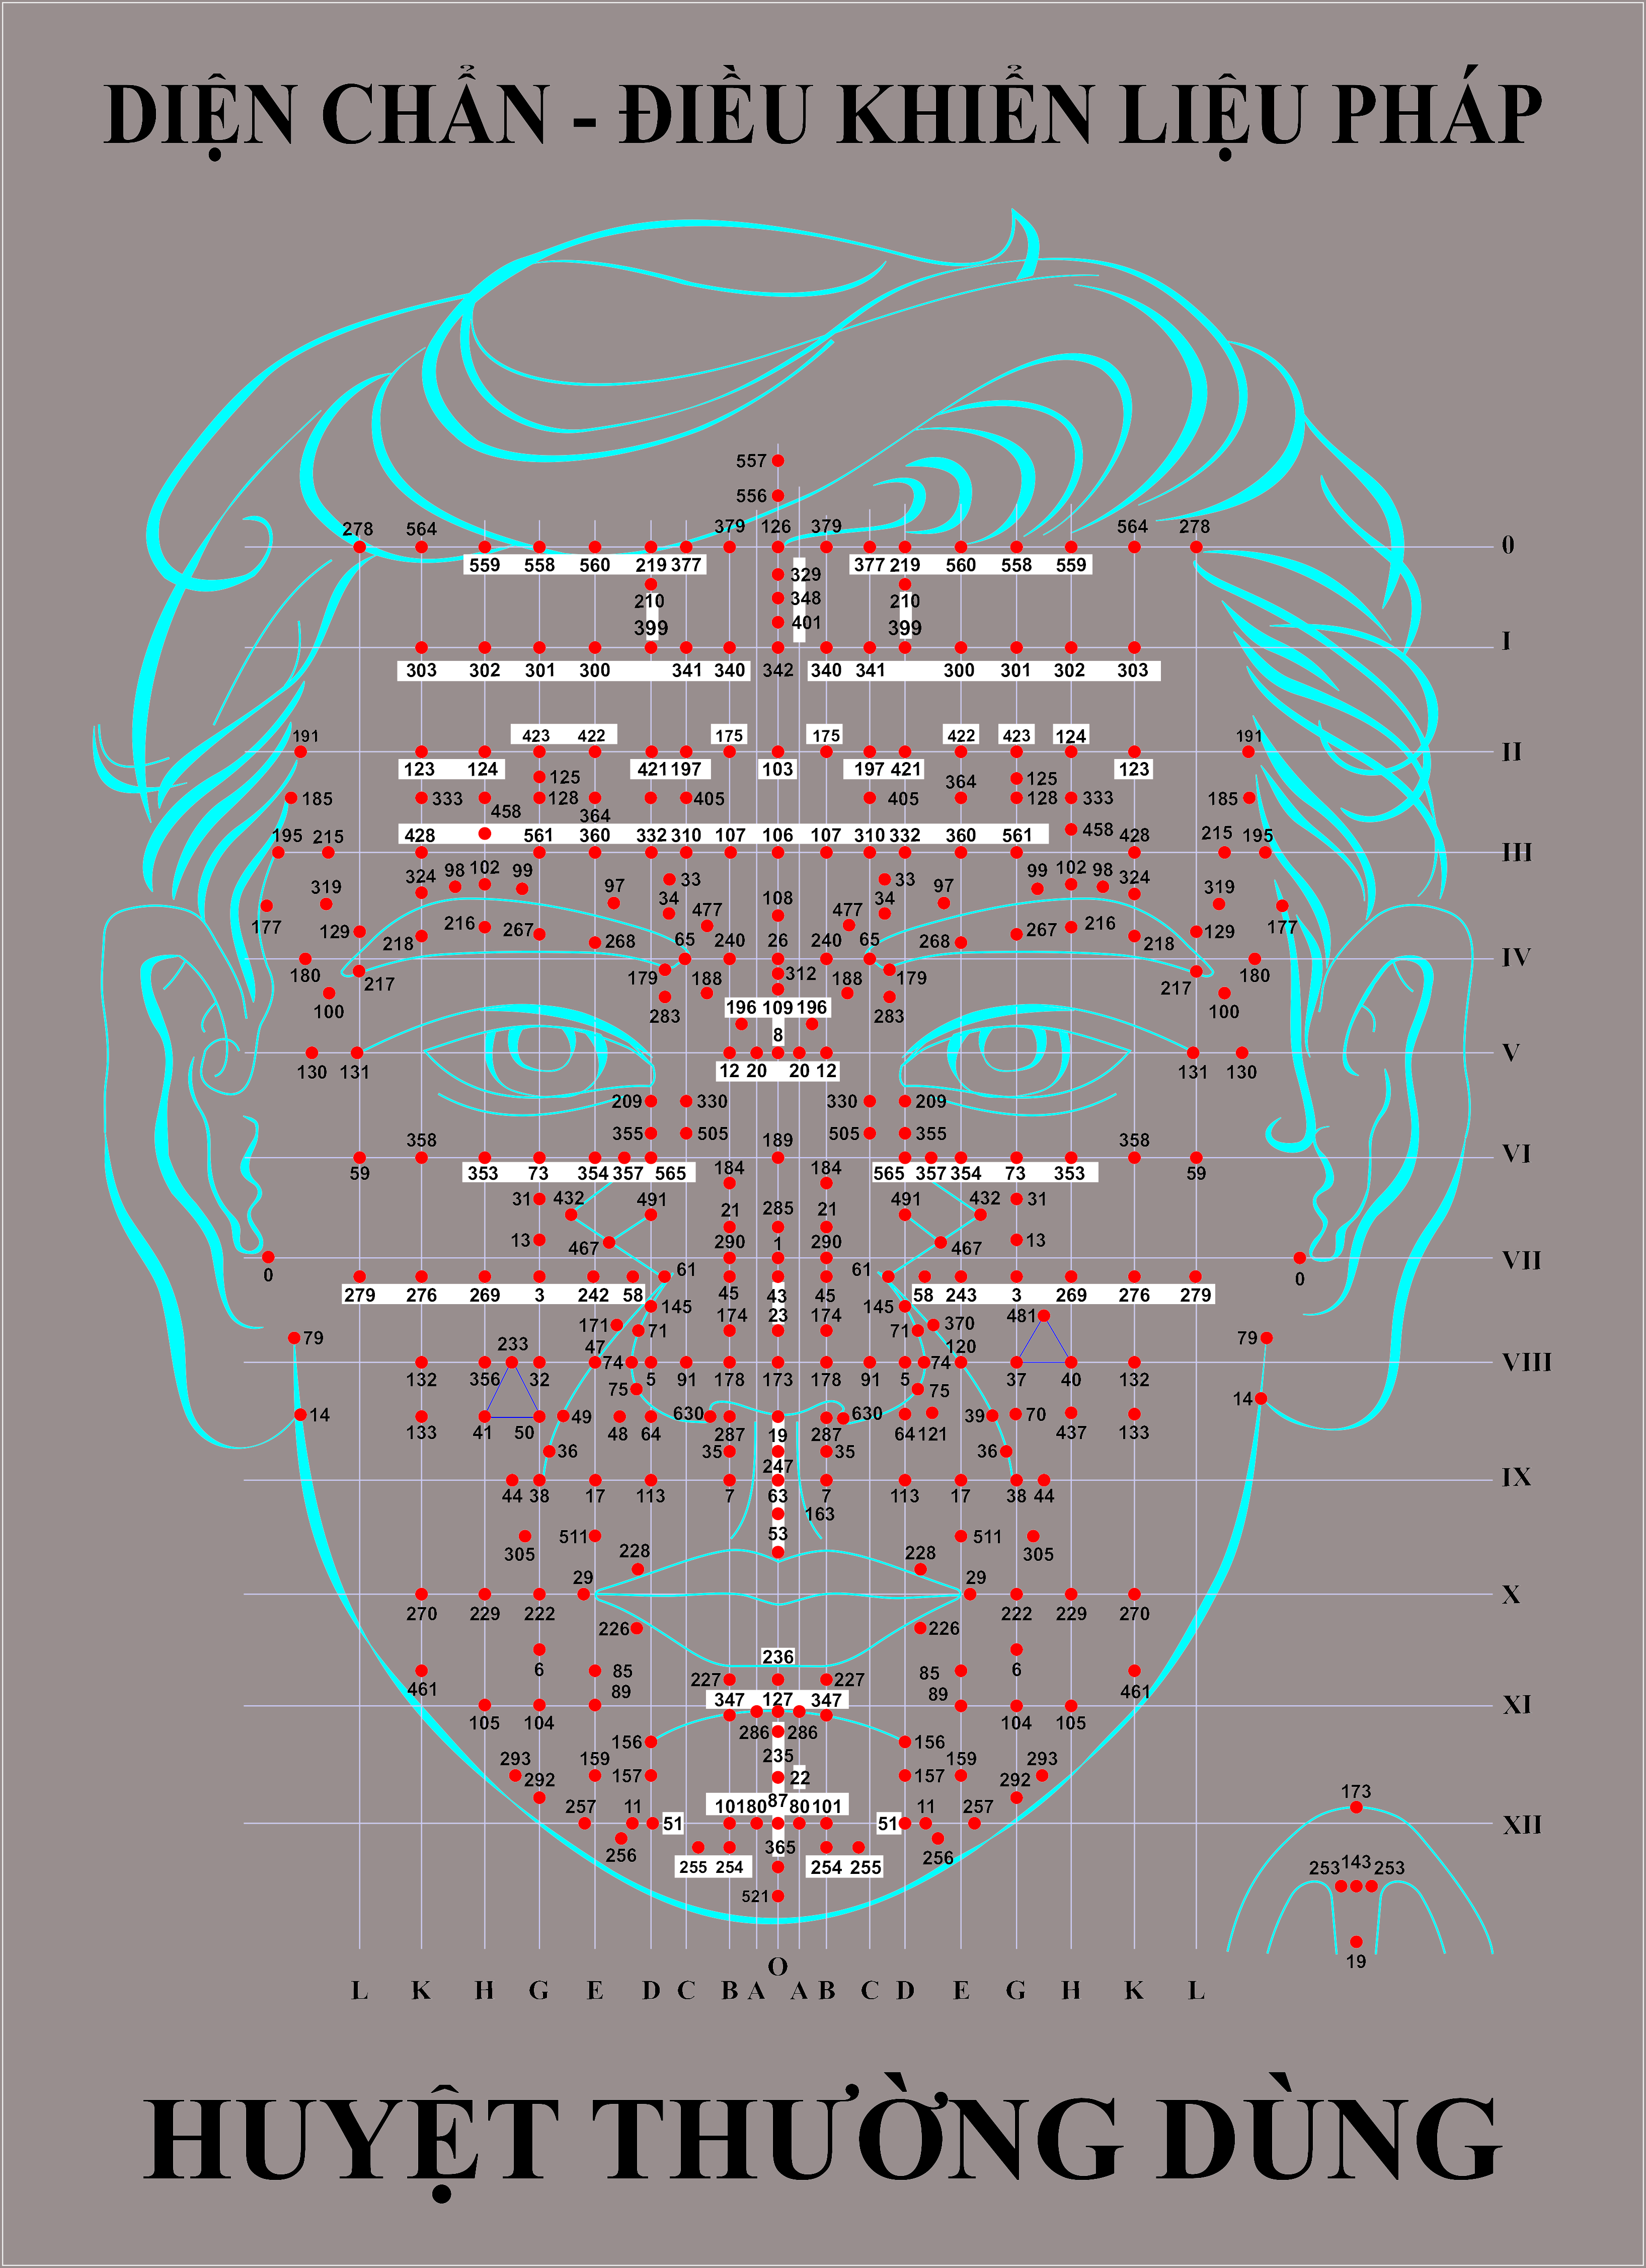 DIỆN CHẨN - ĐIỀU KHIỂN LIỆU PHÁP
557
556
278 564 379 126 379 564 278
0
559 558 560 219 377 377 219 560 558 559
329
210 348 210
399 401 399
I
303 302 301 300 341 340 342 340 341 300 301 302 303
191 423 422 175 175 422 423 124 191
II
123 124 421 197 103 197 421 123
125 364 125
185 333 458 128 364 405 405 128 333 185
195 215 428 561 360 332 310 107 106 107 310 332 360 561 458 428 215 195
III
324 98 102 99 33 33 99 102 98 324
319 97 34 108 34 97 319
177 129 218 216 267 268 477 477 268 267 216 218 129 177
65 240 26 240 65
IV
180 217 179 188 312 188 179 217 180
100 283 196 109 196 283 100
8
V
130 131 12 20 20 12 131 130
209 330 330 209
355 505 505 355
358 189 358
VI
59 353 73 354 357 565 184 184 565 357 354 73 353 59
31 432 491 21 285 21 491 432 31
13 467 290 1 290 467 13
VII
0 61 61 0
279 276 269 3 242 58 45 43 45 58 243 3 269 276 279
145 174 23 174 145 481
79 233 171 71 71 370 79
47 120
74 74
VIII
132 356 32 5 91 178 173 178 91 5 37 40 132
75 75 14
14 49 630 630 39 70
133 41 50 48 64 287 19 287 64 121 437 133
36 35 35 36
247
IX
44 38 17 113 7 63 7 113 17 38 44
163
305 511 53 511 305
228 228
29 29
X
270 229 222 222 229 270
226 226
236
461 6 85 227 227 85 6 461
89 347 127 347 89
XI
105 104 286 286 104 105
156 235 156
293 159 159 293
292 157 22 157 292
173
257 11 101 80 87 80 101 11 257
51 51
XII
256 365 256
255 254 254 255
253 143 253
521
19
O
L K H G E D C B A A B C D E G H K L
HUYỆT THƯỜNG DÙNG